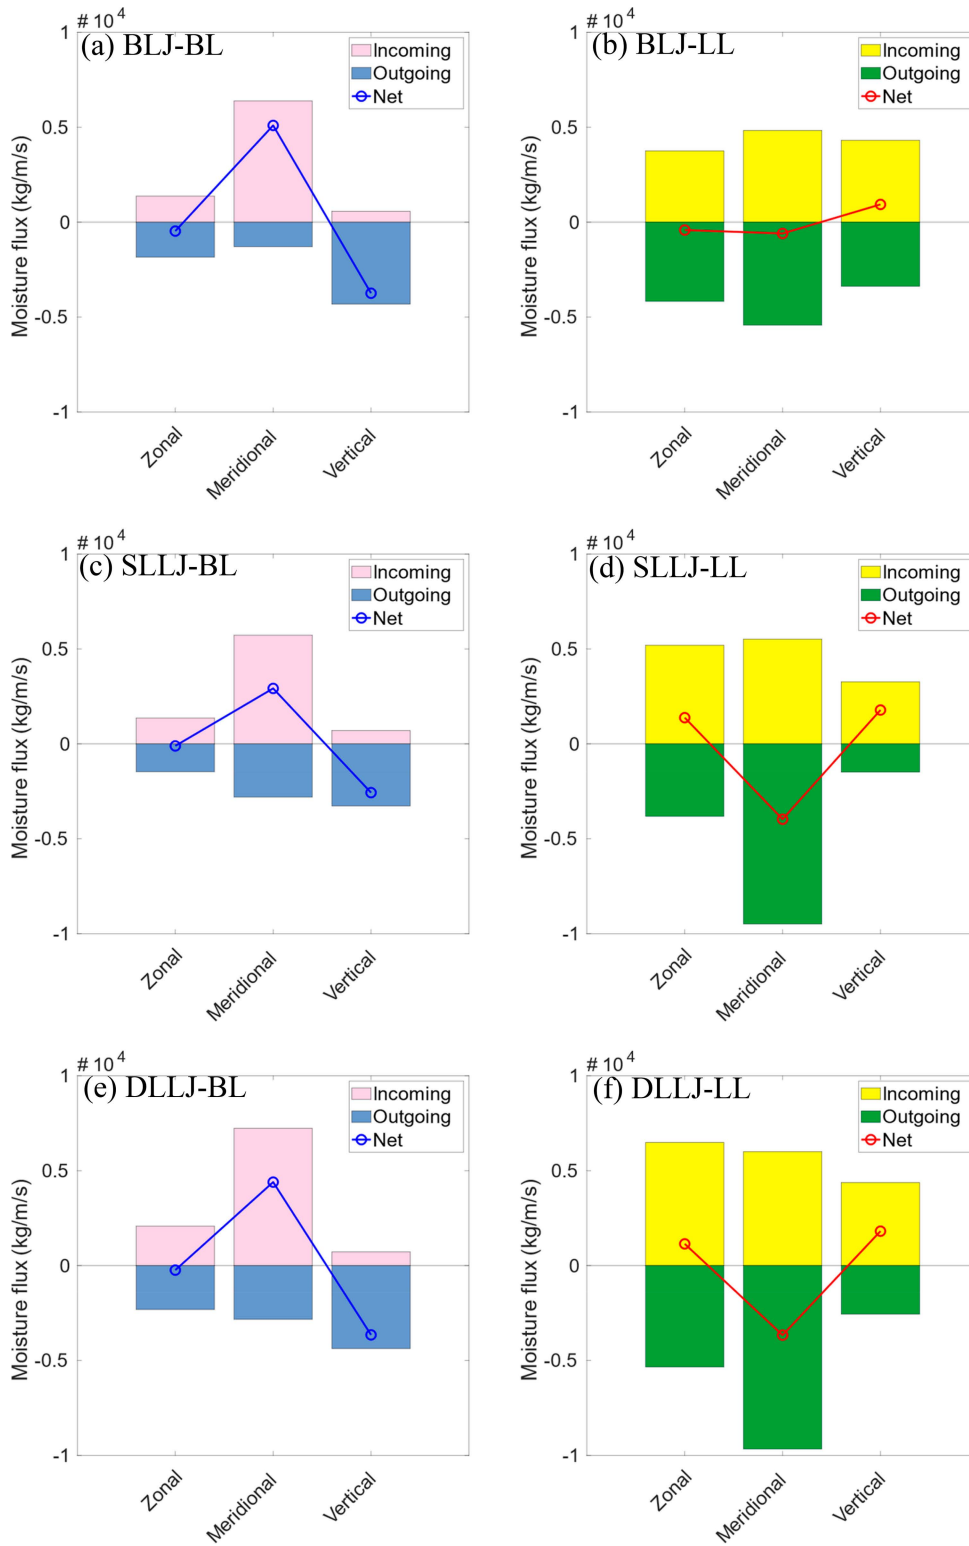 # 10^4
(a) BLJ-BL
Incoming
Outgoing
Net
1
0.5
0
-0.5
-1
Moisture flux (kg/m/s)
Zonal
Meridional
Vertical
# 10^4
(b) BLJ-LL
Incoming
Outgoing
Net
1
0.5
0
-0.5
-1
Moisture flux (kg/m/s)
Zonal
Meridional
Vertical
# 10^4
(c) SLLJ-BL
Incoming
Outgoing
Net
1
0.5
0
-0.5
-1
Moisture flux (kg/m/s)
Zonal
Meridional
Vertical
# 10^4
(d) SLLJ-LL
Incoming
Outgoing
Net
1
0.5
0
-0.5
-1
Moisture flux (kg/m/s)
Zonal
Meridional
Vertical
# 10^4
(e) DLLJ-BL
Incoming
Outgoing
Net
1
0.5
0
-0.5
-1
Moisture flux (kg/m/s)
Zonal
Meridional
Vertical
# 10^4
(f) DLLJ-LL
Incoming
Outgoing
Net
1
0.5
0
-0.5
-1
Moisture flux (kg/m/s)
Zonal
Meridional
Vertical